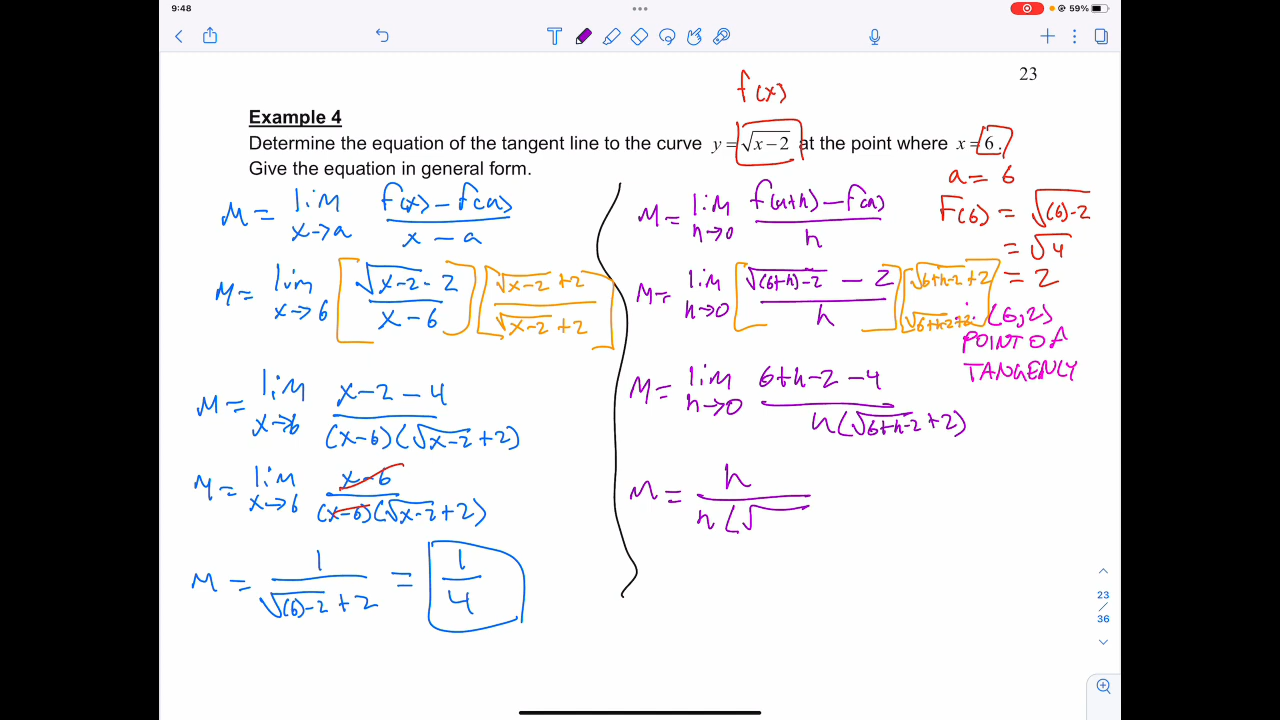 9:48
59%
T
23
f(x)
Example 4
Determine the equation of the tangent line to the curve y = √x−2 at the point where x = 6.
Give the equation in general form.
a = 6
F(6) = √(6)-2
= √4
= 2
∴ (6,2)
POINT OF
TANGENCY
M = lim x→a f(x) - f(a) / x - a
M = lim x→6 [√x-2 - 2 / x-6] [√x-2 +2 / √x-2 +2]
M = lim x→6 x-2-4 / (x-6)(√x-2 +2)
M = lim x→6 x-6 / (x-6)(√x-2 +2)
M = 1 / √(6)-2 +2 = 1/4
M = lim h→0 f(a+h) - f(a) / h
M = lim h→0 [√(6+h)-2 - 2 / h] [√6+h-2 +2 / √6+h-2 +2]
M = lim h→0 6+h-2-4 / h(√6+h-2 +2)
M = h / h(√
23
/
36